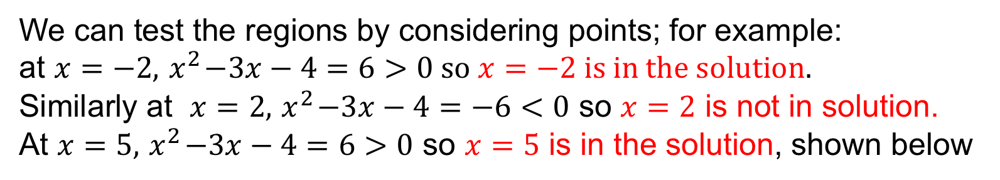 We can test the regions by considering points; for example:
at x = −2, x² −3x − 4 = 6 > 0 so x = −2 is in the solution.
Similarly at x = 2, x² −3x − 4 = −6 < 0 so x = 2 is not in solution.
At x = 5, x² −3x − 4 = 6 > 0 so x = 5 is in the solution, shown below